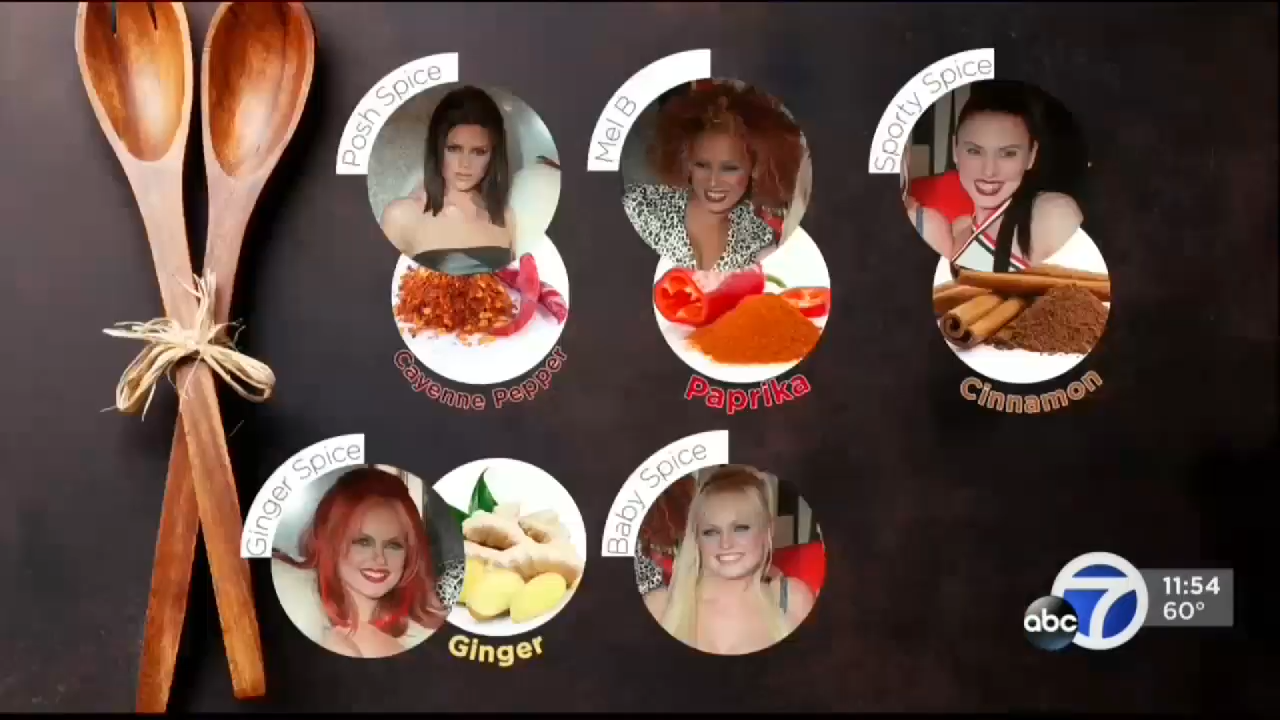 Posh Spice
Mel B
Sporty Spice
Cayenne Pepper
Paprika
Cinnamon
Ginger Spice
Baby Spice
Ginger
abc 7
11:54
60°